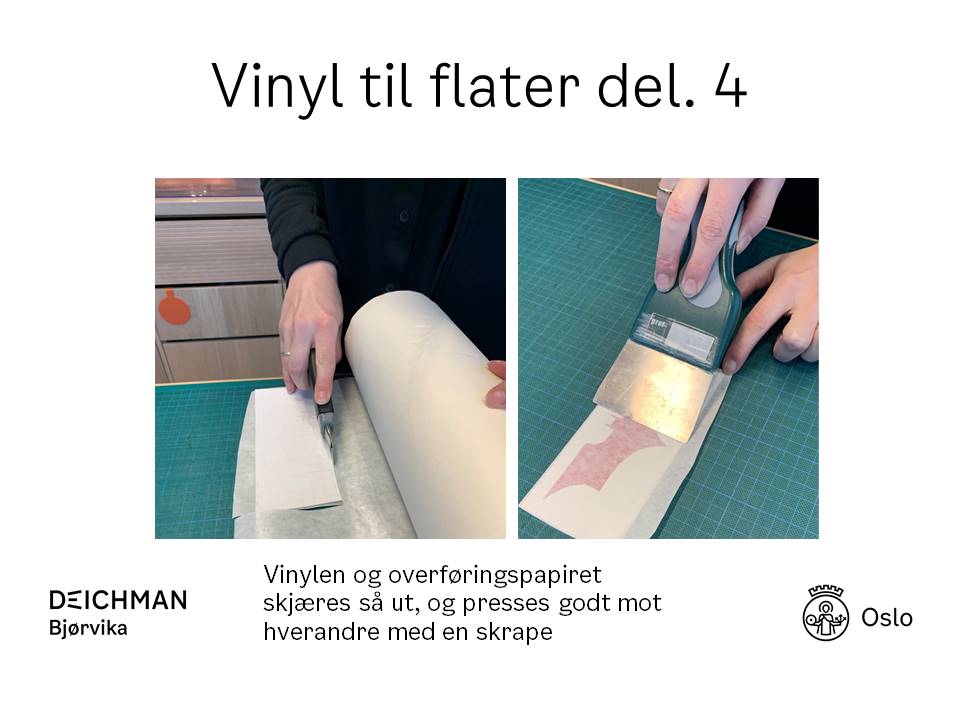 Vinyl til flater del. 4
prof.
Vinylen og overføringspapiret
skjæres så ut, og presses godt mot
hverandre med en skrape
DEICHMAN
Bjørvika
Oslo